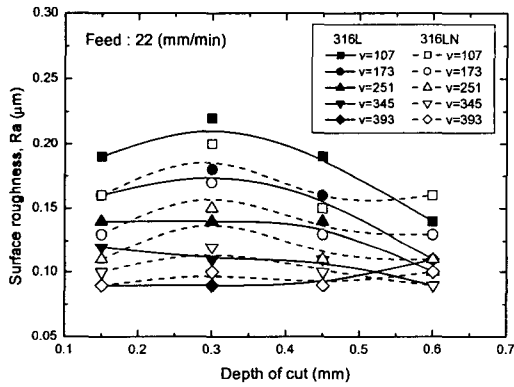 Feed : 22 (mm/min)
316L 316LN
v=107 v=107
v=173 v=173
v=251 v=251
v=345 v=345
v=393 v=393
Surface roughness, Ra (μm)
0.30
0.25
0.20
0.15
0.10
0.05
0.1 0.2 0.3 0.4 0.5 0.6 0.7
Depth of cut (mm)